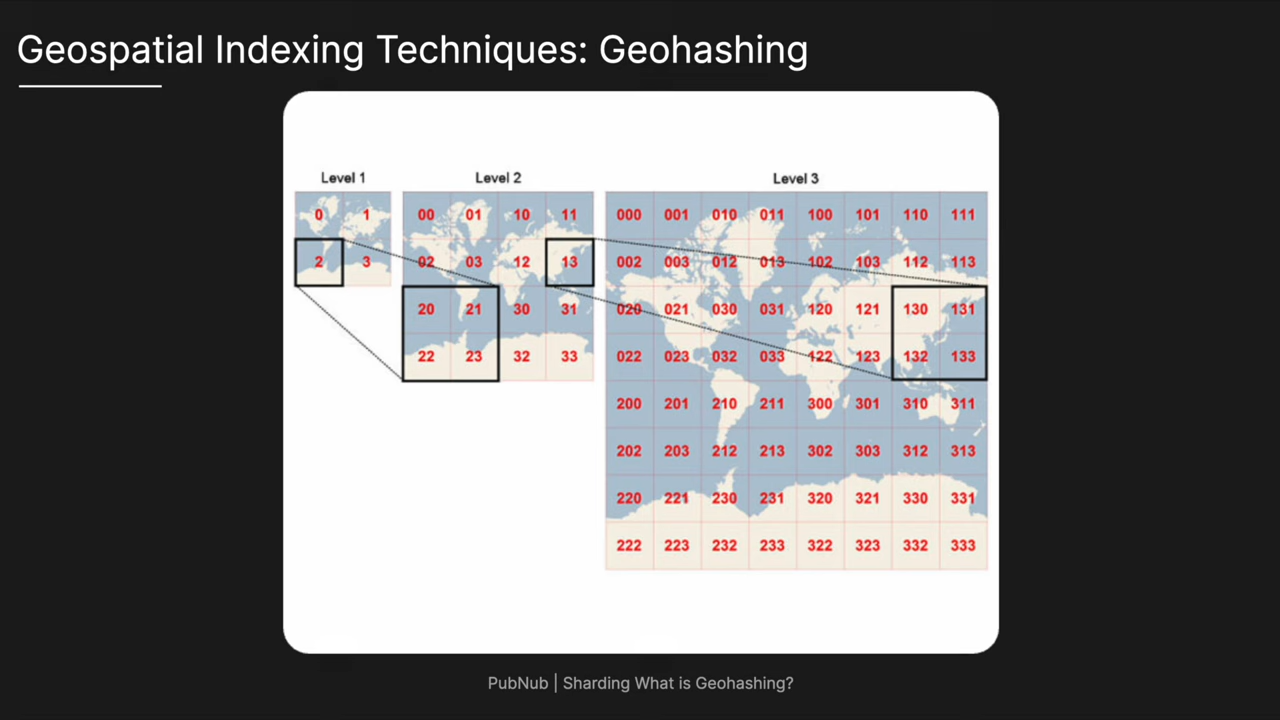 Geospatial Indexing Techniques: Geohashing
Level 1
0 1
2 3
Level 2
00 01 10 11
02 03 12 13
20 21 30 31
22 23 32 33
Level 3
000 001 010 011 100 101 110 111
002 003 012 013 102 103 112 113
020 021 030 031 120 121 130 131
022 023 032 033 122 123 132 133
200 201 210 211 300 301 310 311
202 203 212 213 302 303 312 313
220 221 230 231 320 321 330 331
222 223 232 233 322 323 332 333
PubNub | Sharding What is Geohashing?